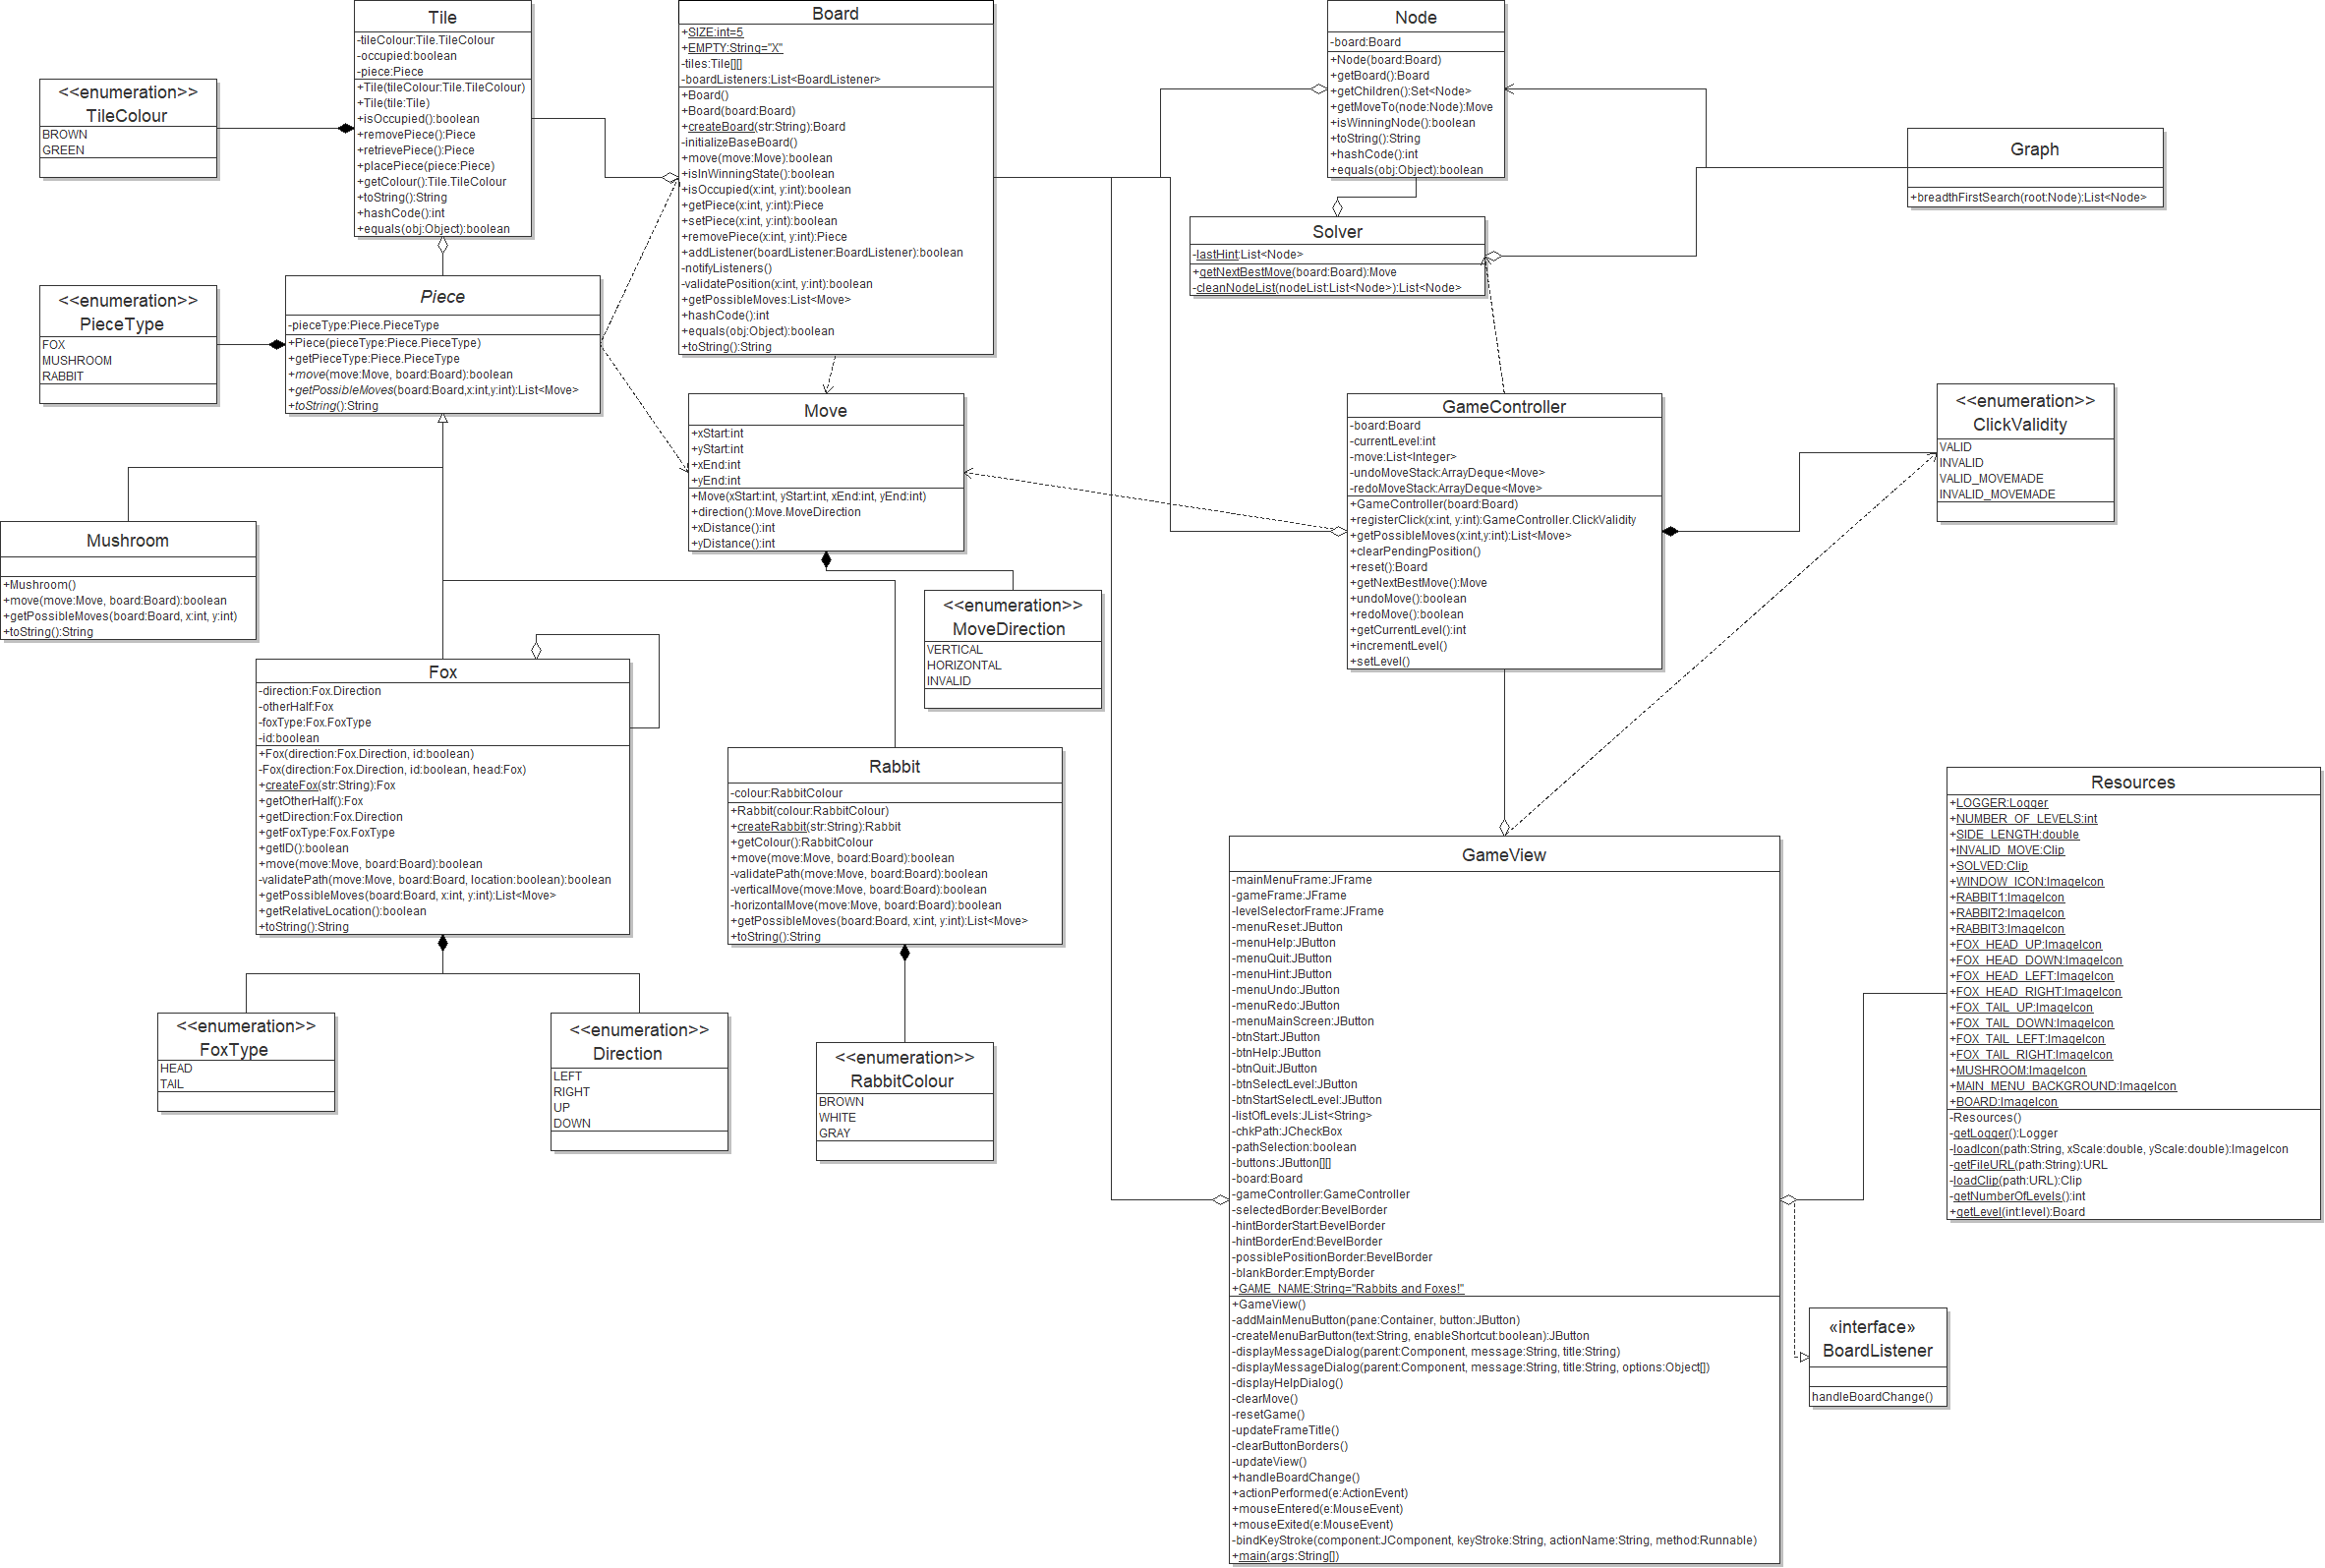 Tile
-tileColour:Tile.TileColour
-occupied:boolean
-piece:Piece
+Tile(tileColour:Tile.TileColour)
+Tile(tile:Tile)
+isOccupied():boolean
+removePiece():Piece
+retrievePiece():Piece
+placePiece(piece:Piece)
+getColour():Tile.TileColour
+toString():String
+hashCode():int
+equals(obj:Object):boolean
Board
+SIZE:int=5
+EMPTY:String="X"
-tiles:Tile[][]
-boardListeners:List<BoardListener>
+Board()
+Board(board:Board)
+createBoard(str:String):Board
-initializeBaseBoard()
+move(move:Move):boolean
+isInWinningState():boolean
+isOccupied(x:int, y:int):boolean
+getPiece(x:int, y:int):Piece
+setPiece(x:int, y:int):boolean
+removePiece(x:int, y:int):Piece
+addListener(boardListener:BoardListener):boolean
-notifyListeners()
-validatePosition(x:int, y:int):boolean
+getPossibleMoves:List<Move>
+hashCode():int
+equals(obj:Object):boolean
+toString():String
Node
-board:Board
+Node(board:Board)
+getBoard():Board
+getChildren():Set<Node>
+getMoveTo(node:Node):Move
+isWinningNode():boolean
+toString():String
+hashCode():int
+equals(obj:Object):boolean
<<enumeration>>
TileColour
BROWN
GREEN
Graph
+breadthFirstSearch(root:Node):List<Node>
Solver
-lastHint:List<Node>
+getNextBestMove(board:Board):Move
-cleanNodeList(nodeList:List<Node>):List<Node>
<<enumeration>>
PieceType
FOX
MUSHROOM
RABBIT
Piece
-pieceType:Piece.PieceType
+Piece(pieceType:Piece.PieceType)
+getPieceType:Piece.PieceType
+move(move:Move, board:Board):boolean
+getPossibleMoves(board:Board,x:int,y:int):List<Move>
+toString():String
Move
+xStart:int
+yStart:int
+xEnd:int
+yEnd:int
+Move(xStart:int, yStart:int, xEnd:int, yEnd:int)
+direction():Move.MoveDirection
+xDistance():int
+yDistance():int
GameController
-board:Board
-currentLevel:int
-move:List<Integer>
-undoMoveStack:ArrayDeque<Move>
-redoMoveStack:ArrayDeque<Move>
+GameController(board:Board)
+registerClick(x:int, y:int):GameController.ClickValidity
+getPossibleMoves(x:int,y:int):List<Move>
+clearPendingPosition()
+reset():Board
+getNextBestMove():Move
+undoMove():boolean
+redoMove():boolean
+getCurrentLevel():int
+incrementLevel()
+setLevel()
<<enumeration>>
ClickValidity
VALID
INVALID
VALID_MOVEMADE
INVALID_MOVEMADE
Mushroom
+Mushroom()
+move(move:Move, board:Board):boolean
+getPossibleMoves(board:Board, x:int, y:int)
+toString():String
<<enumeration>>
MoveDirection
VERTICAL
HORIZONTAL
INVALID
Fox
-direction:Fox.Direction
-otherHalf:Fox
-foxType:Fox.FoxType
-id:boolean
+Fox(direction:Fox.Direction, id:boolean)
-Fox(direction:Fox.Direction, id:boolean, head:Fox)
+createFox(str:String):Fox
+getOtherHalf():Fox
+getDirection:Fox.Direction
+getFoxType:Fox.FoxType
+getID():boolean
+move(move:Move, board:Board):boolean
-validatePath(move:Move, board:Board, location:boolean):boolean
+getPossibleMoves(board:Board, x:int, y:int):List<Move>
+getRelativeLocation():boolean
+toString():String
Rabbit
-colour:RabbitColour
+Rabbit(colour:RabbitColour)
+createRabbit(str:String):Rabbit
+getColour():RabbitColour
+move(move:Move, board:Board):boolean
-validatePath(move:Move, board:Board):boolean
-verticalMove(move:Move, board:Board):boolean
-horizontalMove(move:Move, board:Board):boolean
+getPossibleMoves(board:Board, x:int, y:int):List<Move>
+toString():String
<<enumeration>>
FoxType
HEAD
TAIL
<<enumeration>>
Direction
LEFT
RIGHT
UP
DOWN
<<enumeration>>
RabbitColour
BROWN
WHITE
GRAY
GameView
-mainMenuFrame:JFrame
-gameFrame:JFrame
-levelSelectorFrame:JFrame
-menuReset:JButton
-menuHelp:JButton
-menuQuit:JButton
-menuHint:JButton
-menuUndo:JButton
-menuRedo:JButton
-menuMainScreen:JButton
-btnStart:JButton
-btnHelp:JButton
-btnQuit:JButton
-btnSelectLevel:JButton
-btnStartSelectLevel:JButton
-listOfLevels:JList<String>
-chkPath:JCheckBox
-pathSelection:boolean
-buttons:JButton[][]
-board:Board
-gameController:GameController
-selectedBorder:BevelBorder
-hintBorderStart:BevelBorder
-hintBorderEnd:BevelBorder
-possiblePositionBorder:BevelBorder
-blankBorder:EmptyBorder
+GAME_NAME:String="Rabbits and Foxes!"
+GameView()
-addMainMenuButton(pane:Container, button:JButton)
-createMenuBarButton(text:String, enableShortcut:boolean):JButton
-displayMessageDialog(parent:Component, message:String, title:String)
-displayMessageDialog(parent:Component, message:String, title:String, options:Object[])
-displayHelpDialog()
-clearMove()
-resetGame()
-updateFrameTitle()
-clearButtonBorders()
-updateView()
+handleBoardChange()
+actionPerformed(e:ActionEvent)
+mouseEntered(e:MouseEvent)
+mouseExited(e:MouseEvent)
-bindKeyStroke(component:JComponent, keyStroke:String, actionName:String, method:Runnable)
+main(args:String[])
Resources
+LOGGER:Logger
+NUMBER_OF_LEVELS:int
+SIDE_LENGTH:double
+INVALID_MOVE:Clip
+SOLVED:Clip
+WINDOW_ICON:ImageIcon
+RABBIT1:ImageIcon
+RABBIT2:ImageIcon
+RABBIT3:ImageIcon
+FOX_HEAD_UP:ImageIcon
+FOX_HEAD_DOWN:ImageIcon
+FOX_HEAD_LEFT:ImageIcon
+FOX_HEAD_RIGHT:ImageIcon
+FOX_TAIL_UP:ImageIcon
+FOX_TAIL_DOWN:ImageIcon
+FOX_TAIL_LEFT:ImageIcon
+FOX_TAIL_RIGHT:ImageIcon
+MUSHROOM:ImageIcon
+MAIN_MENU_BACKGROUND:ImageIcon
+BOARD:ImageIcon
-Resources()
-getLogger():Logger
-loadIcon(path:String, xScale:double, yScale:double):ImageIcon
-getFileURL(path:String):URL
-loadClip(path:URL):Clip
-getNumberOfLevels():int
+getLevel(int:level):Board
«interface»
BoardListener
handleBoardChange()